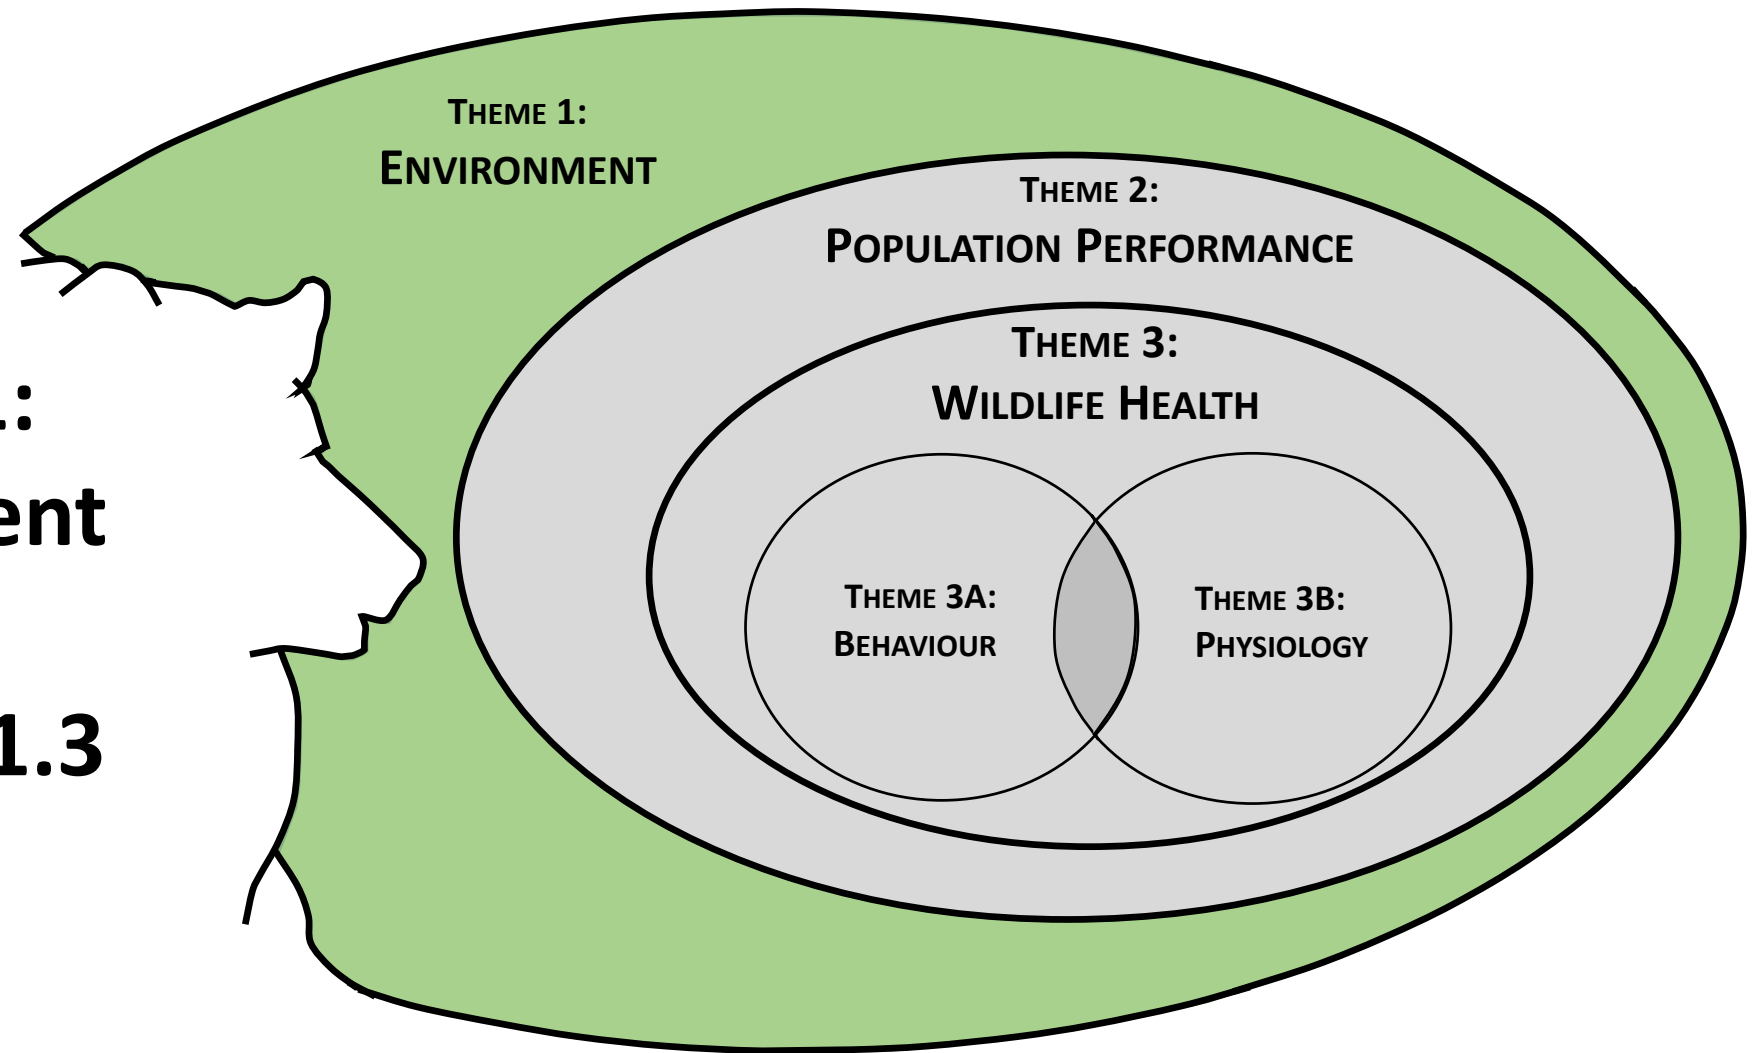 THEME 1:
ENVIRONMENT
THEME 2:
POPULATION PERFORMANCE
THEME 3:
WILDLIFE HEALTH
THEME 3A:
BEHAVIOUR
THEME 3B:
PHYSIOLOGY
ent
1.3